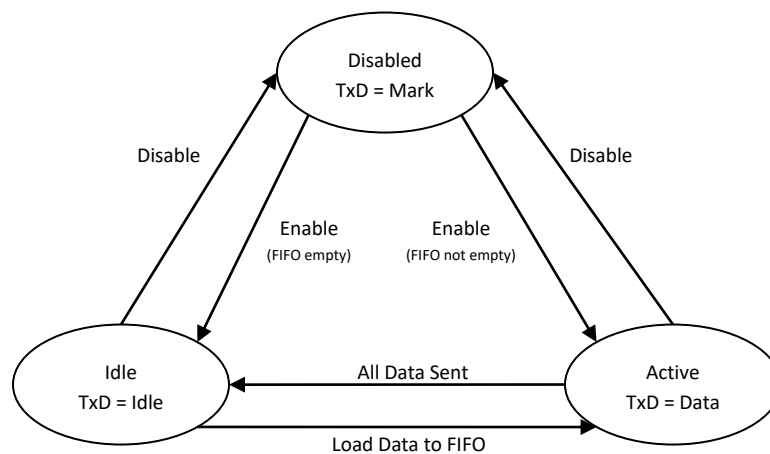 Disabled
TxD = Mark
Disable
Disable
Enable
(FIFO empty)
Enable
(FIFO not empty)
Idle
TxD = Idle
All Data Sent
Active
TxD = Data
Load Data to FIFO